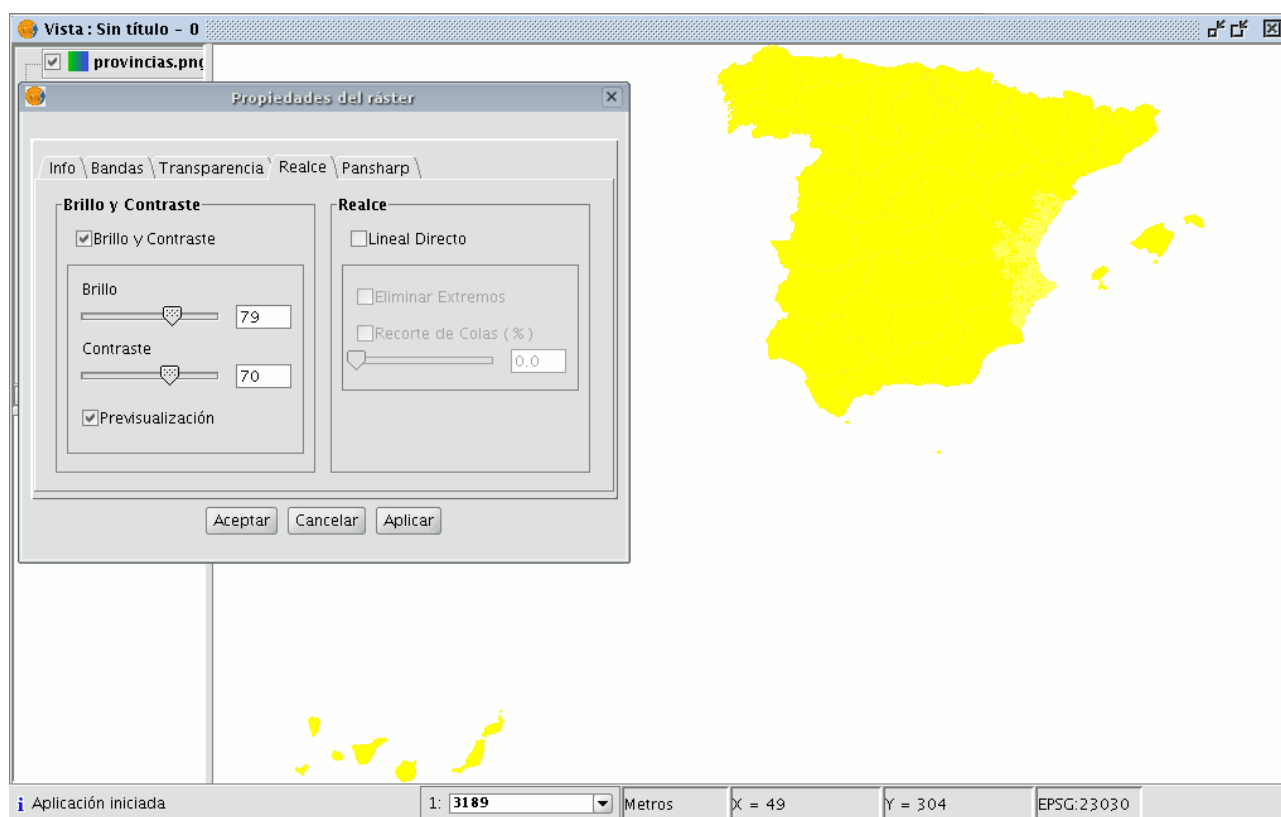 Vista : Sin título - 0
provincias.png
Propiedades del ráster
Info Bandas Transparencia Realce Pansharp
Brillo y Contraste
Brillo y Contraste
Brillo
79
Contraste
70
Previsualización
Realce
Lineal Directo
Eliminar Extremos
Recorte de Colas (%)
0.0
Aceptar Cancelar Aplicar
Aplicación iniciada 1: 3189 Metros X = 49 Y = 304 EPSG:23030